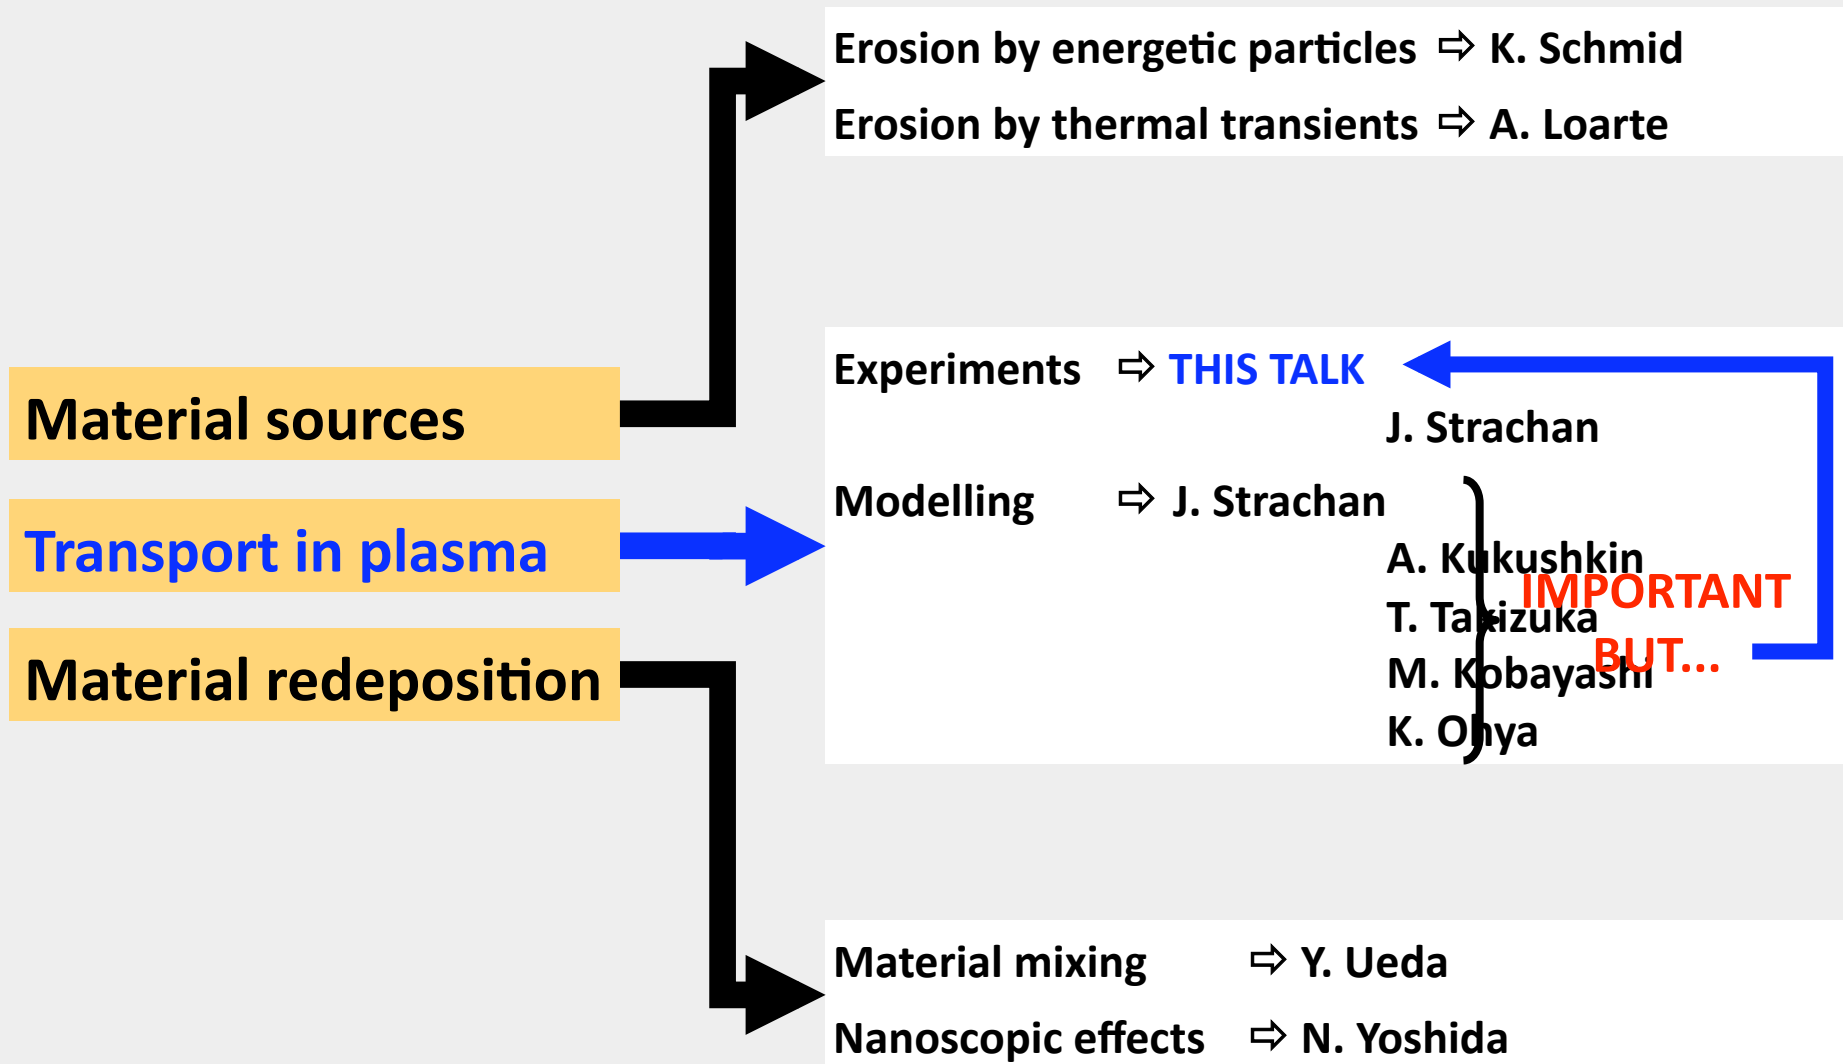 Erosion by energetic particles ⇨ K. Schmid
Erosion by thermal transients ⇨ A. Loarte
Material sources
Transport in plasma
Material redeposition
Experiments ⇨ THIS TALK
J. Strachan
Modelling ⇨ J. Strachan
A. Kukushkin
T. Takizuka
M. Kobayashi
K. Ohya
IMPORTANT
BUT...
Material mixing ⇨ Y. Ueda
Nanoscopic effects ⇨ N. Yoshida